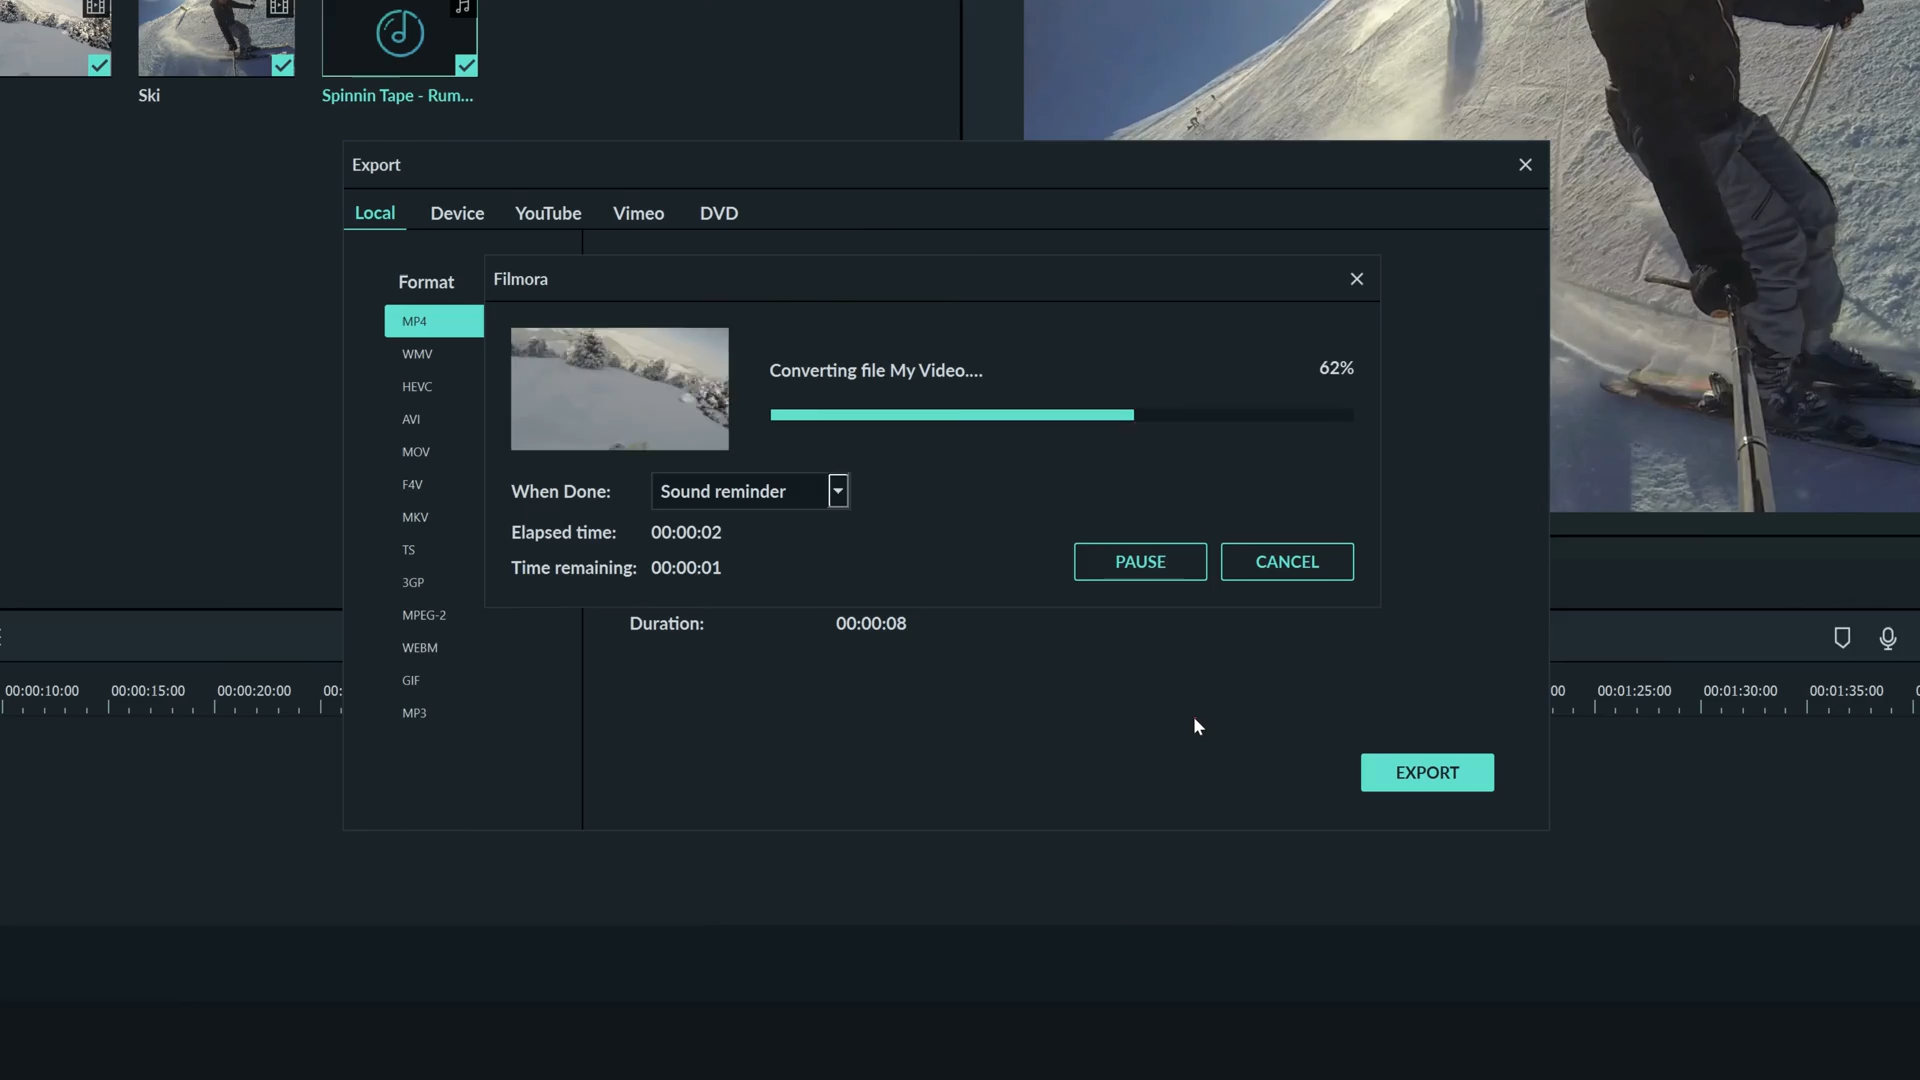 Ski
Spinnin Tape - Rum...
Export
Local Device YouTube Vimeo DVD
Format
MP4
WMV
HEVC
AVI
MOV
F4V
MKV
TS
3GP
MPEG-2
WEBM
GIF
MP3
Filmora
Converting file My Video....
62%
When Done: Sound reminder
Elapsed time: 00:00:02
Time remaining: 00:00:01
PAUSE CANCEL
Duration: 00:00:08
EXPORT
00:00:10:00 00:00:15:00 00:00:20:00 00: 00 00:01:25:00 00:01:30:00 00:01:35:00